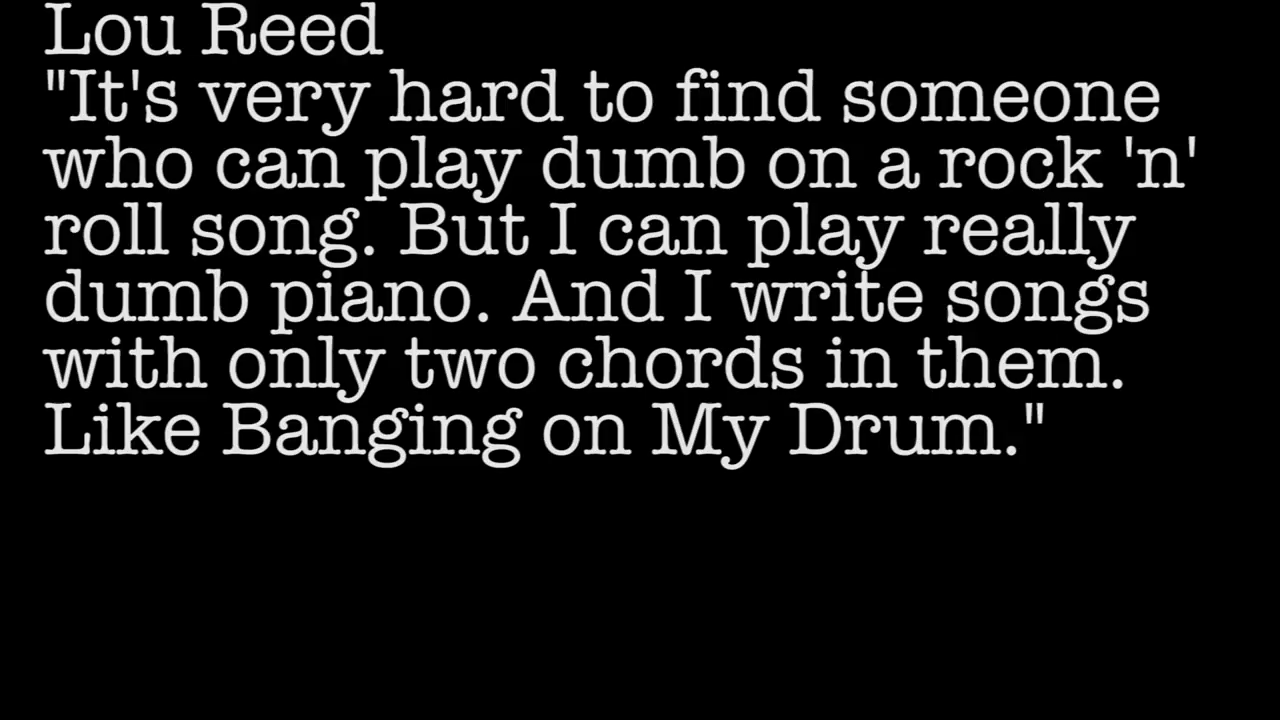 Lou Reed
"It's very hard to find someone
who can play dumb on a rock 'n'
roll song. But I can play really
dumb piano. And I write songs
with only two chords in them.
Like Banging on My Drum."